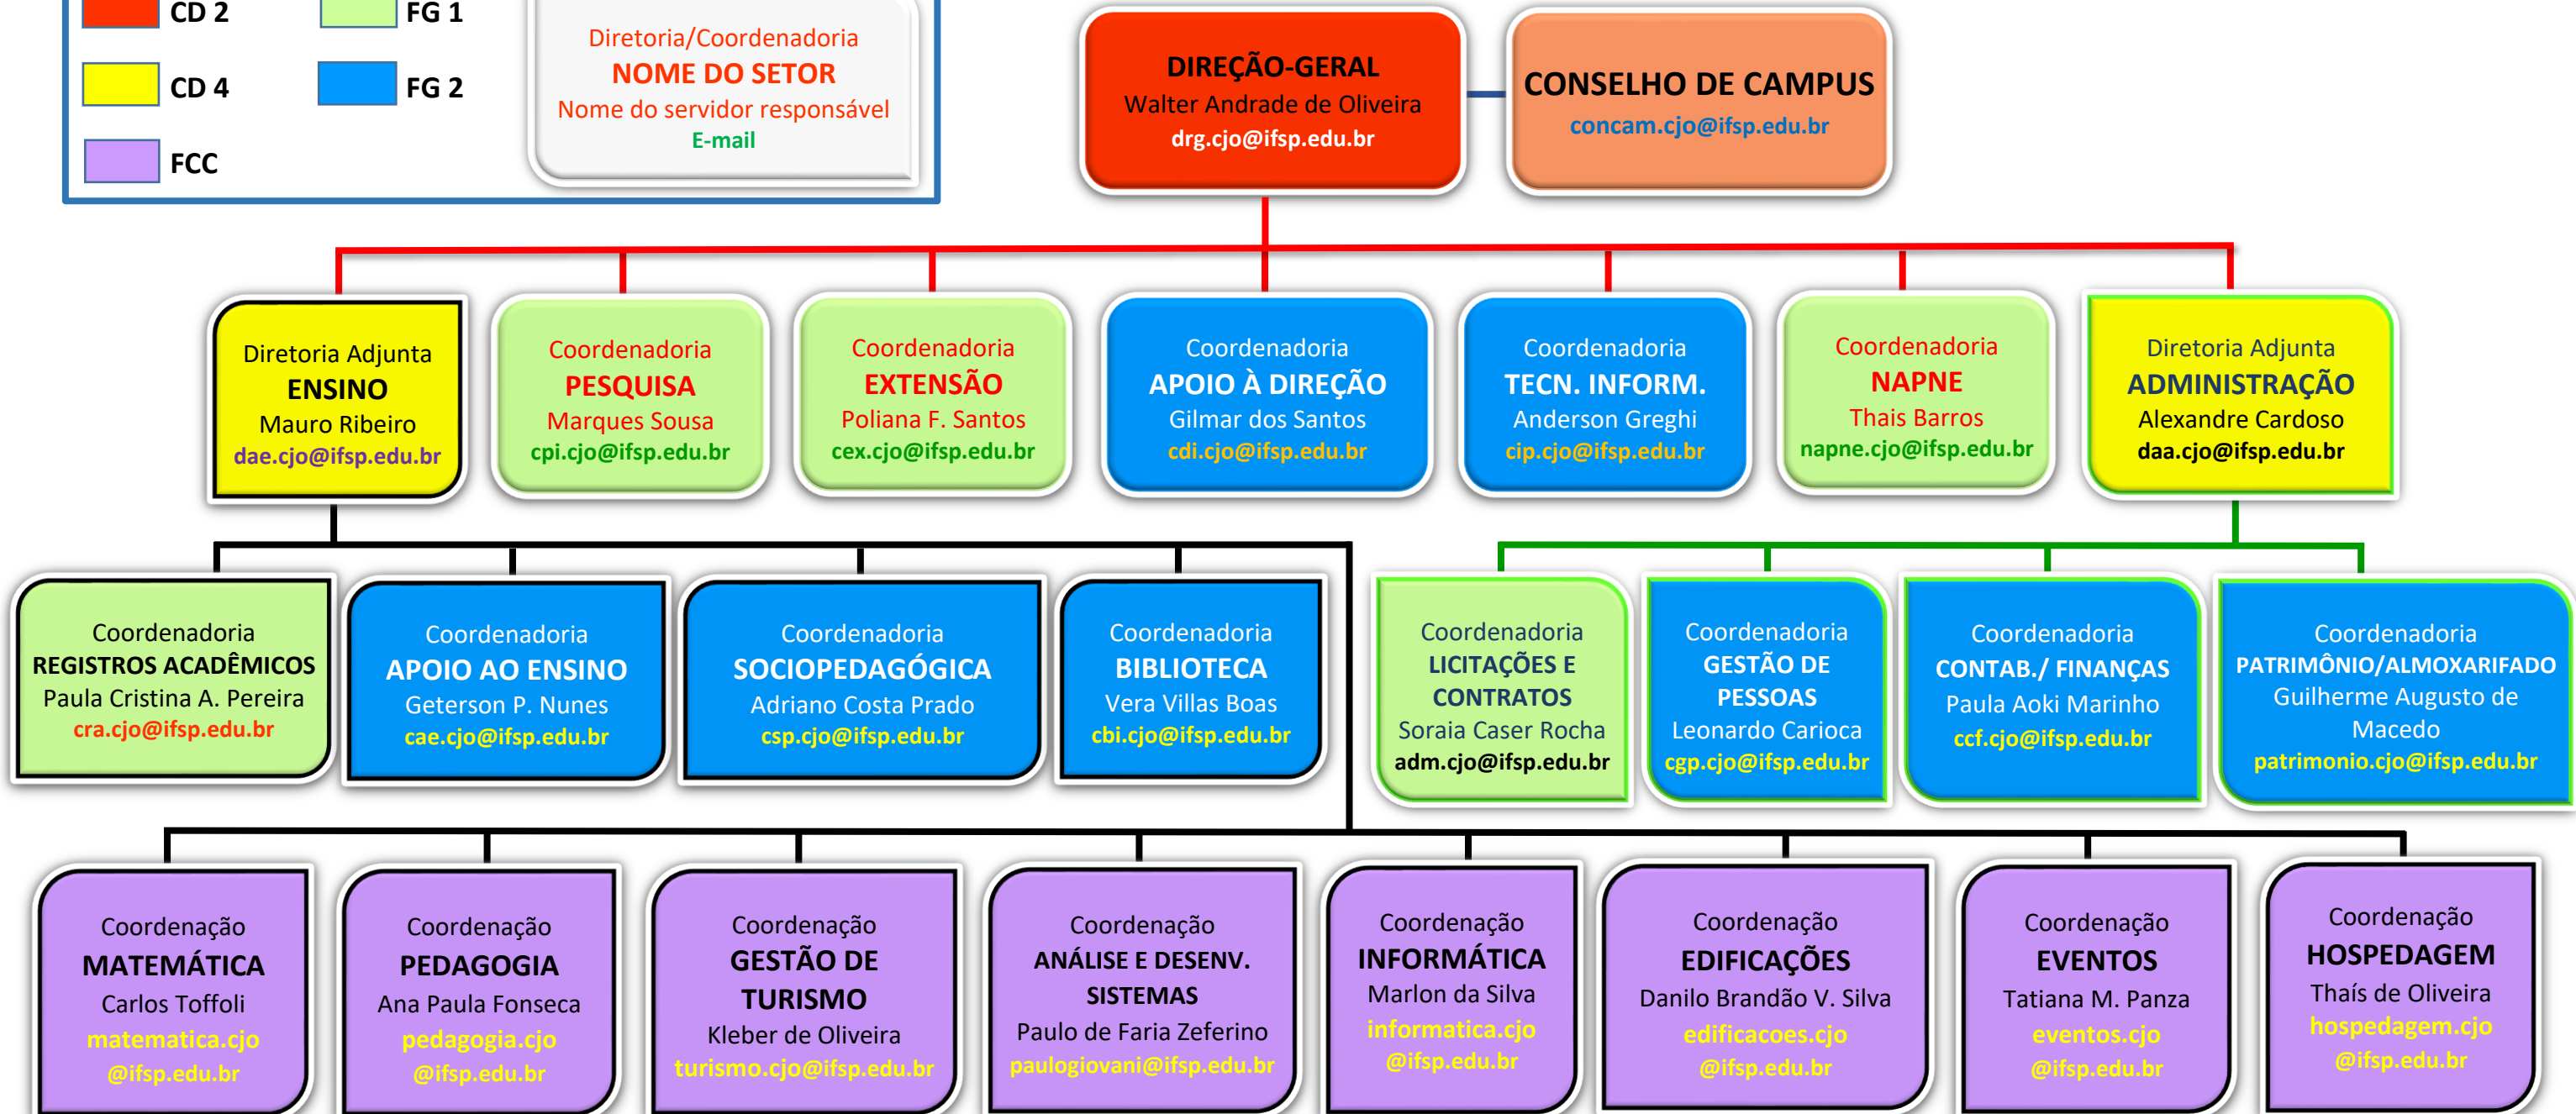 CD 2
FG 1
CD 4
FG 2
FCC
Diretoria/Coordenadoria
NOME DO SETOR
Nome do servidor responsável
E-mail
DIREÇÃO-GERAL
Walter Andrade de Oliveira
drg.cjo@ifsp.edu.br
CONSELHO DE CAMPUS
concam.cjo@ifsp.edu.br
Diretoria Adjunta
ENSINO
Mauro Ribeiro
dae.cjo@ifsp.edu.br
Coordenadoria
PESQUISA
Marques Sousa
cpi.cjo@ifsp.edu.br
Coordenadoria
EXTENSÃO
Poliana F. Santos
cex.cjo@ifsp.edu.br
Coordenadoria
APOIO À DIREÇÃO
Gilmar dos Santos
cdi.cjo@ifsp.edu.br
Coordenadoria
TECN. INFORM.
Anderson Greghi
cip.cjo@ifsp.edu.br
Coordenadoria
NAPNE
Thais Barros
napne.cjo@ifsp.edu.br
Diretoria Adjunta
ADMINISTRAÇÃO
Alexandre Cardoso
daa.cjo@ifsp.edu.br
Coordenadoria
REGISTROS ACADÊMICOS
Paula Cristina A. Pereira
cra.cjo@ifsp.edu.br
Coordenadoria
APOIO AO ENSINO
Geterson P. Nunes
cae.cjo@ifsp.edu.br
Coordenadoria
SOCIOPEDAGÓGICA
Adriano Costa Prado
csp.cjo@ifsp.edu.br
Coordenadoria
BIBLIOTECA
Vera Villas Boas
cbi.cjo@ifsp.edu.br
Coordenadoria
LICITAÇÕES E
CONTRATOS
Soraia Caser Rocha
adm.cjo@ifsp.edu.br
Coordenadoria
GESTÃO DE
PESSOAS
Leonardo Carioca
cgp.cjo@ifsp.edu.br
Coordenadoria
CONTAB./ FINANÇAS
Paula Aoki Marinho
ccf.cjo@ifsp.edu.br
Coordenadoria
PATRIMÔNIO/ALMOXARIFADO
Guilherme Augusto de
Macedo
patrimonio.cjo@ifsp.edu.br
Coordenação
MATEMÁTICA
Carlos Toffoli
matematica.cjo
@ifsp.edu.br
Coordenação
PEDAGOGIA
Ana Paula Fonseca
pedagogia.cjo
@ifsp.edu.br
Coordenação
GESTÃO DE
TURISMO
Kleber de Oliveira
turismo.cjo@ifsp.edu.br
Coordenação
ANÁLISE E DESENV.
SISTEMAS
Paulo de Faria Zeferino
paulogiovani@ifsp.edu.br
Coordenação
INFORMÁTICA
Marlon da Silva
informatica.cjo
@ifsp.edu.br
Coordenação
EDIFICAÇÕES
Danilo Brandão V. Silva
edificacoes.cjo
@ifsp.edu.br
Coordenação
EVENTOS
Tatiana M. Panza
eventos.cjo
@ifsp.edu.br
Coordenação
HOSPEDAGEM
Thaís de Oliveira
hospedagem.cjo
@ifsp.edu.br